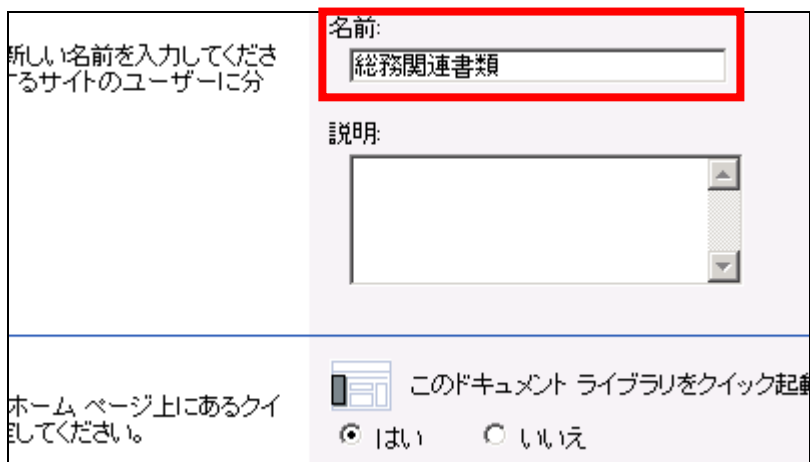 名前:
新しい名前を入力してくださ
するサイトのユーザーに分
総務関連書類
説明:
このドキュメント ライブラリをクイック起動
ホーム ページ上にあるクイ
定してください。
はい
いいえ